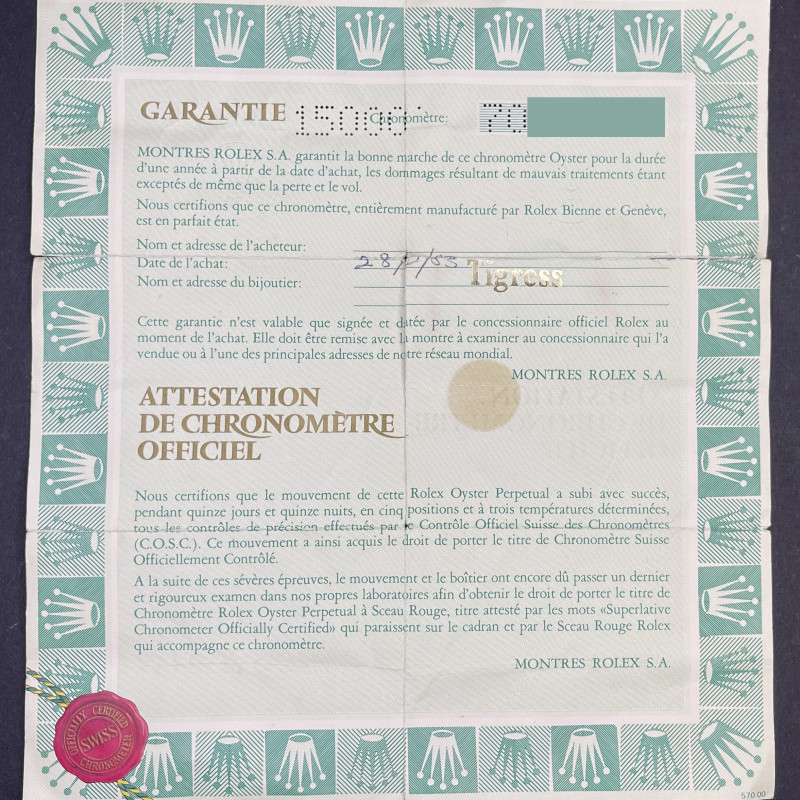 GARANTIE 15000 Chronomètre: 70
MONTRES ROLEX S.A. garantit la bonne marche de ce chronomètre Oyster pour la durée
d'une année à partir de la date d'achat, les dommages résultant de mauvais traitements étant
exceptés de même que la perte et le vol.
Nous certifions que ce chronomètre, entièrement manufacturé par Rolex Bienne et Genève,
est en parfait état.
Nom et adresse de l'acheteur:
Date de l'achat:
Nom et adresse du bijoutier:
Tigress
Cette garantie n'est valable que signée et datée par le concessionnaire officiel Rolex au
moment de l'achat. Elle doit être remise avec la montre à examiner au concessionnaire qui l'a
vendue ou à l'une des principales adresses de notre réseau mondial.
MONTRES ROLEX S.A.
ATTESTATION
DE CHRONOMÈTRE
OFFICIEL
Nous certifions que le mouvement de cette Rolex Oyster Perpetual a subi avec succès,
pendant quinze jours et quinze nuits, en cinq positions et à trois températures déterminées,
tous les contrôles de précision effectués par le Contrôle Officiel Suisse des Chronomètres
(C.O.S.C.). Ce mouvement a ainsi acquis le droit de porter le titre de Chronomètre Suisse
Officiellement Contrôlé.
A la suite de ces sévères épreuves, le mouvement et le boîtier ont encore dû passer un dernier
et rigoureux examen dans nos propres laboratoires afin d'obtenir le droit de porter le titre de
Chronomètre Rolex Oyster Perpetual à Sceau Rouge, titre attesté par les mots «Superlative
Chronometer Officially Certified» qui paraissent sur le cadran et par le Sceau Rouge Rolex
qui accompagne ce chronomètre.
MONTRES ROLEX S.A.
OFFICIALLY CERTIFIED
SWISS
CHRONOMETER
570.00